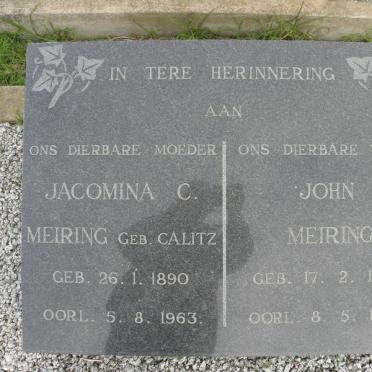 IN TERE HERINNERING
AAN
ONS DIERBARE MOEDER
JACOMINA C.
MEIRING GEB. CALITZ
GEB. 26. 1. 1890
OORL. 5. 8. 1963.
ONS DIERBARE
JOHN
MEIRING
GEB. 17. 2.
OORL. 8. 5.